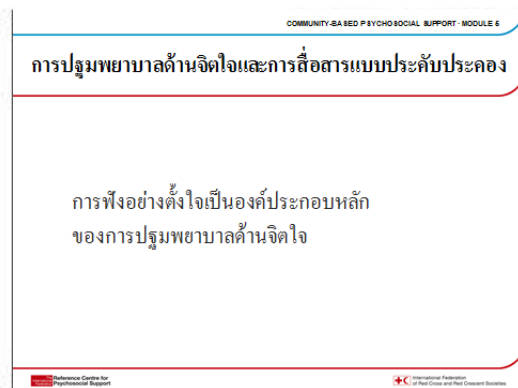 COMMUNITY-BASED PSYCHOSOCIAL SUPPORT · MODULE 5
การปฐมพยาบาลด้านจิตใจและการสื่อสารแบบประคับประคอง
การฟังอย่างตั้งใจเป็นองค์ประกอบหลัก
ของการปฐมพยาบาลด้านจิตใจ
Reference Centre for
Psychosocial Support
International Federation
of Red Cross and Red Crescent Societies